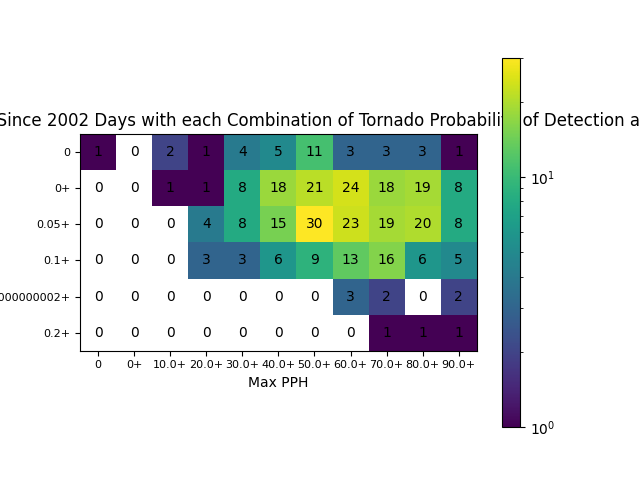 Since 2002 Days with each Combination of Tornado Probability of Detection a
0 1 0 2 1 4 5 11 3 3 3 1
0+ 0 0 1 1 8 18 21 24 18 19 8
0.05+ 0 0 0 4 8 15 30 23 19 20 8
0.1+ 0 0 0 3 3 6 9 13 16 6 5
000000002+ 0 0 0 0 0 0 0 3 2 0 2
0.2+ 0 0 0 0 0 0 0 0 1 1 1
0 0+ 10.0+ 20.0+ 30.0+ 40.0+ 50.0+ 60.0+ 70.0+ 80.0+ 90.0+
Max PPH
10^1
10^0